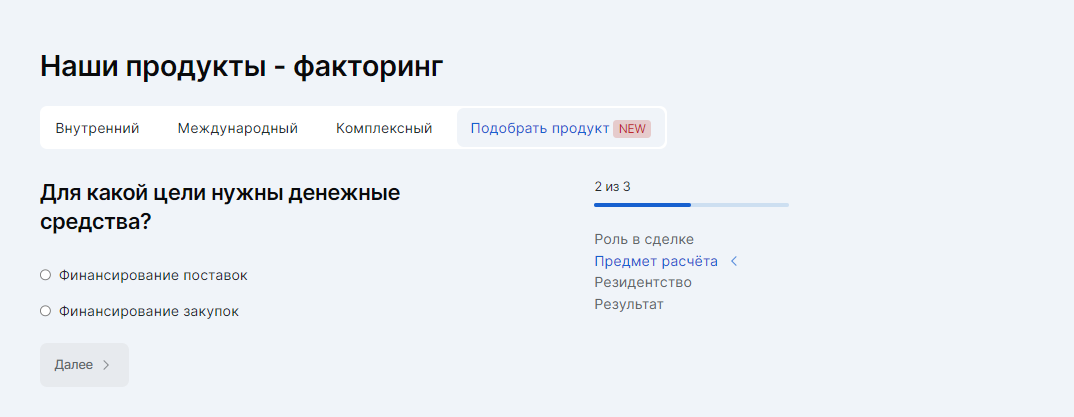 Наши продукты - факторинг
Внутренний Международный Комплексный Подобрать продукт NEW
Для какой цели нужны денежные
средства?
Финансирование поставок
Финансирование закупок
Далее
2 из 3
Роль в сделке
Предмет расчёта
Резидентство
Результат